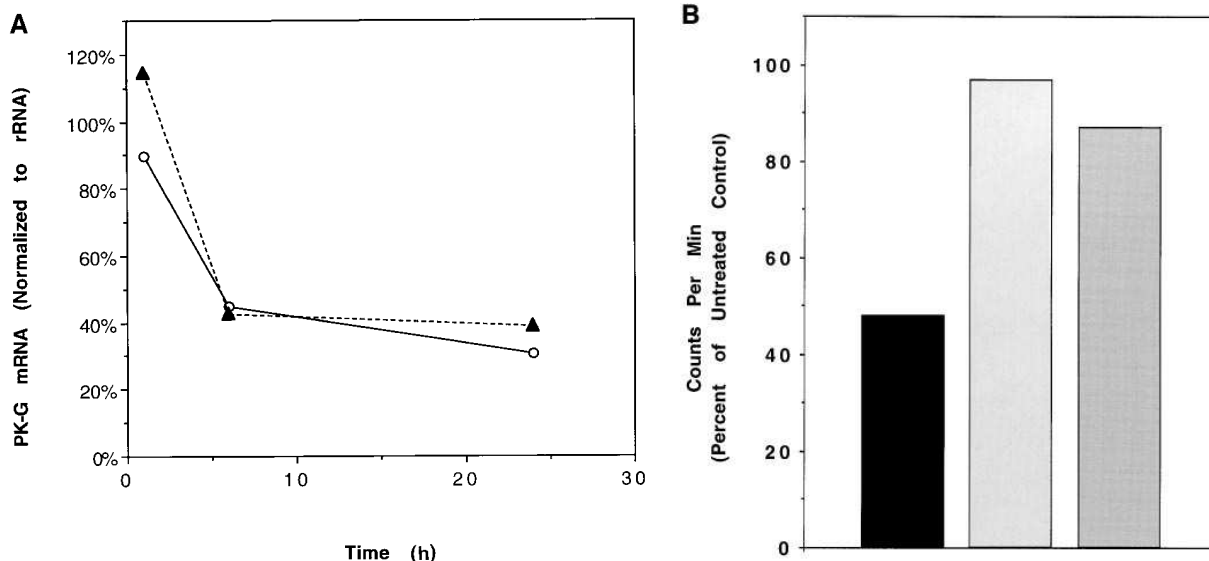 A
PK-G mRNA (Normalized to rRNA)
120%
100%
80%
60%
40%
20%
0%
0 10 20 30
Time (h)
B
Counts Per Min
(Percent of Untreated Control)
100
80
60
40
20
0